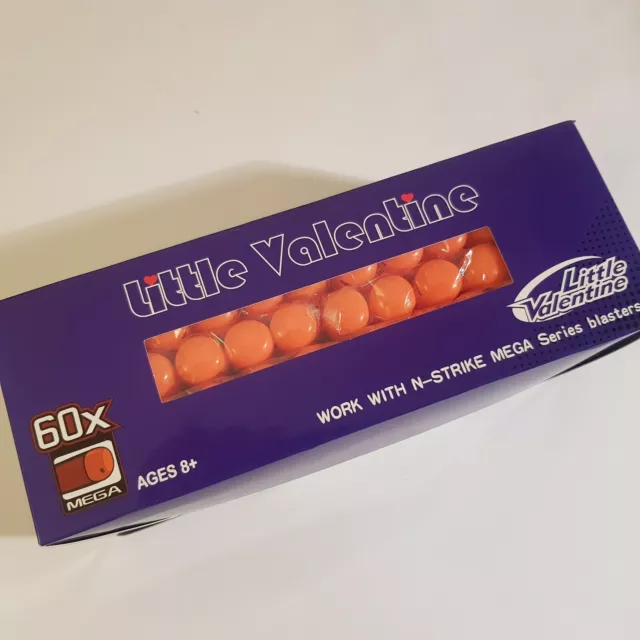 Little Valentine
Little
Valentine
WORK WITH N-STRIKE MEGA Series blasters
60X
MEGA
AGES 8+